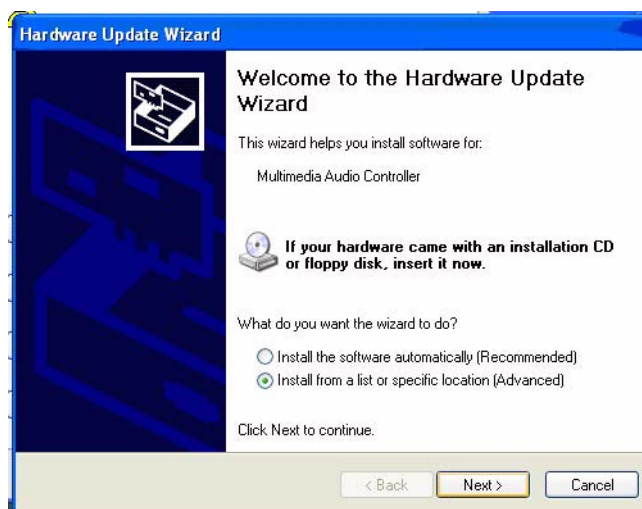 Hardware Update Wizard
Welcome to the Hardware Update
Wizard
This wizard helps you install software for:
Multimedia Audio Controller
If your hardware came with an installation CD
or floppy disk, insert it now.
What do you want the wizard to do?
Install the software automatically (Recommended)
Install from a list or specific location (Advanced)
Click Next to continue.
< Back Next > Cancel